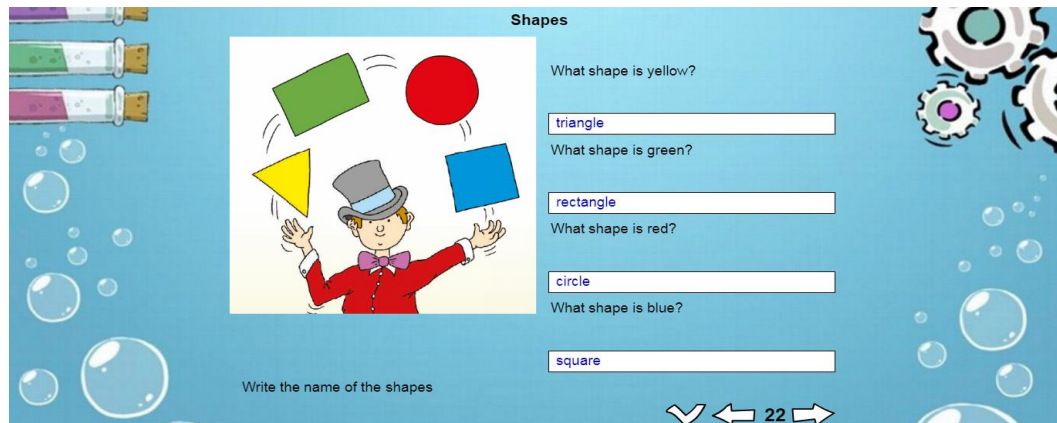 Shapes
What shape is yellow?
triangle
What shape is green?
rectangle
What shape is red?
circle
What shape is blue?
square
Write the name of the shapes
22